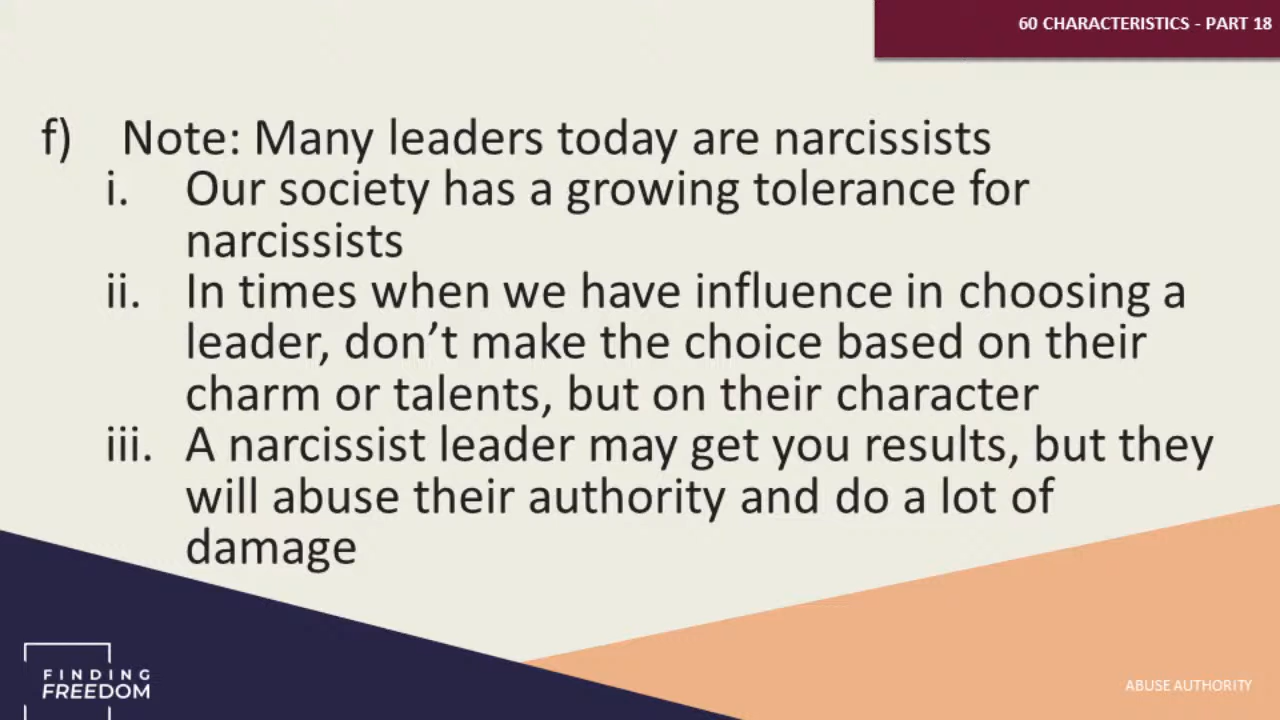 60 CHARACTERISTICS - PART 18
f) Note: Many leaders today are narcissists
i. Our society has a growing tolerance for
narcissists
ii. In times when we have influence in choosing a
leader, don’t make the choice based on their
charm or talents, but on their character
iii. A narcissist leader may get you results, but they
will abuse their authority and do a lot of
damage
FINDING
FREEDOM
ABUSE AUTHORITY